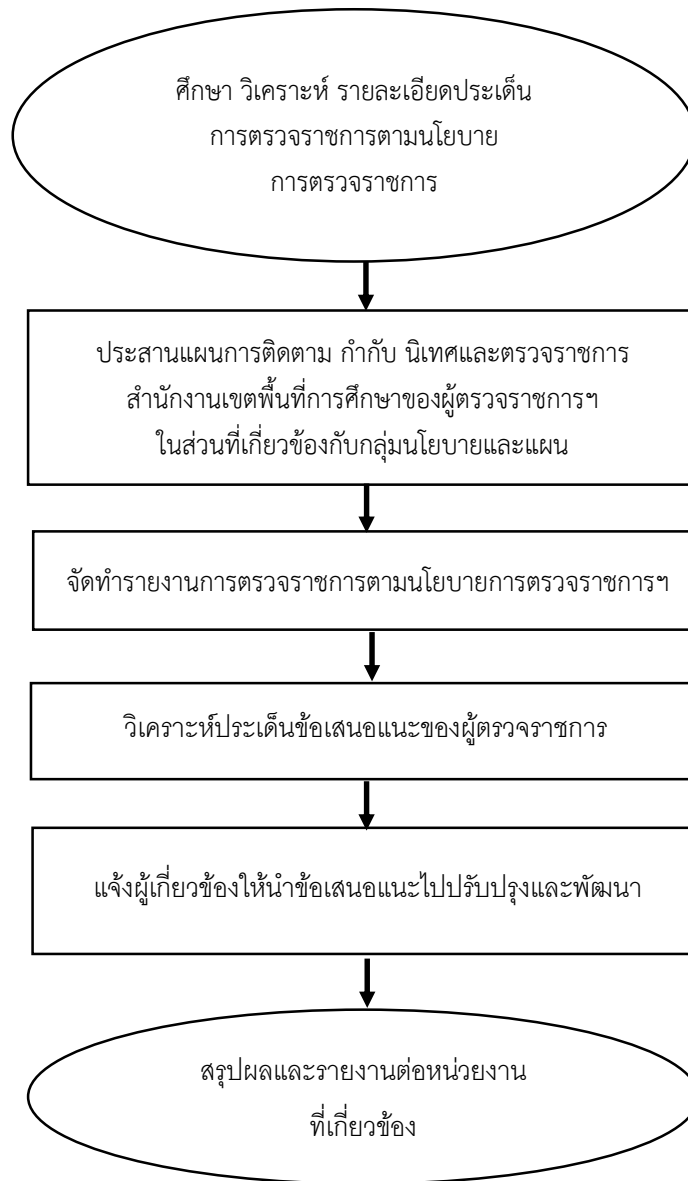 ศึกษา วิเคราะห์ รายละเอียดประเด็น
การตรวจราชการตามนโยบาย
การตรวจราชการ
ประสานแผนการติดตาม กำกับ นิเทศและตรวจราชการ
สำนักงานเขตพื้นที่การศึกษาของผู้ตรวจราชการฯ
ในส่วนที่เกี่ยวข้องกับกลุ่มนโยบายและแผน
จัดทำรายงานการตรวจราชการตามนโยบายการตรวจราชการฯ
วิเคราะห์ประเด็นข้อเสนอแนะของผู้ตรวจราชการ
แจ้งผู้เกี่ยวข้องให้นำข้อเสนอแนะไปปรับปรุงและพัฒนา
สรุปผลและรายงานต่อหน่วยงาน
ที่เกี่ยวข้อง